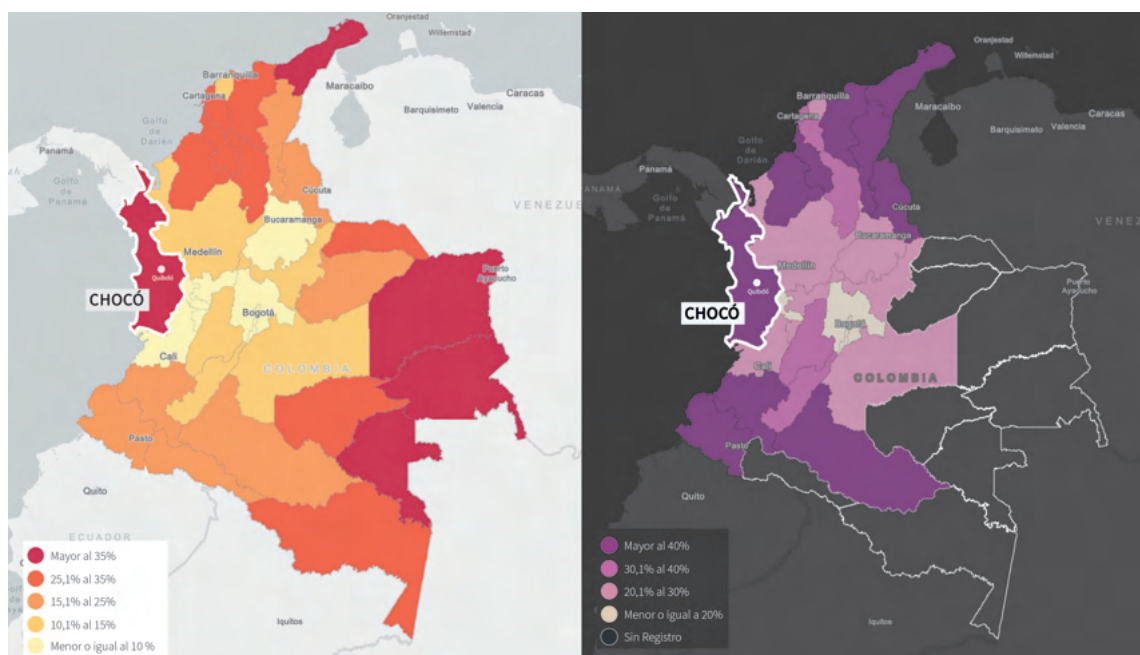 Oranjestad
Willemstad
Barranquilla
Cartagena
Maracaibo
Caracas
Valencia
Barquisimeto
Golfo
de
Darién
Panamá
Golfo
de
Panamá
Cúcuta
VENEZUE
Bucaramanga
Medellín
Puerto
Ayacucho
Quibdó
CHOCÓ
Bogotá
Cali
COLOMBIA
Pasto
Quito
ECUADOR
Iquitos
Mayor al 35%
25,1% al 35%
15,1% al 25%
10,1% al 15%
Menor o igual al 10 %
Oranjestad
Willemstad
Barranquilla
Cartagena
Maracaibo
Caracas
Valencia
Barquisimeto
Golfo
de
Darién
Panamá
PANAMÁ
Golfo
de
Panamá
Cúcuta
VENEZ
Bucaramanga
Medellín
Puerto
Ayacucho
Quibdó
CHOCÓ
Bogotá
Cali
COLOMBIA
Pasto
Quito
Iquitos
Mayor al 40%
30,1% al 40%
20,1% al 30%
Menor o igual a 20%
Sin Registro